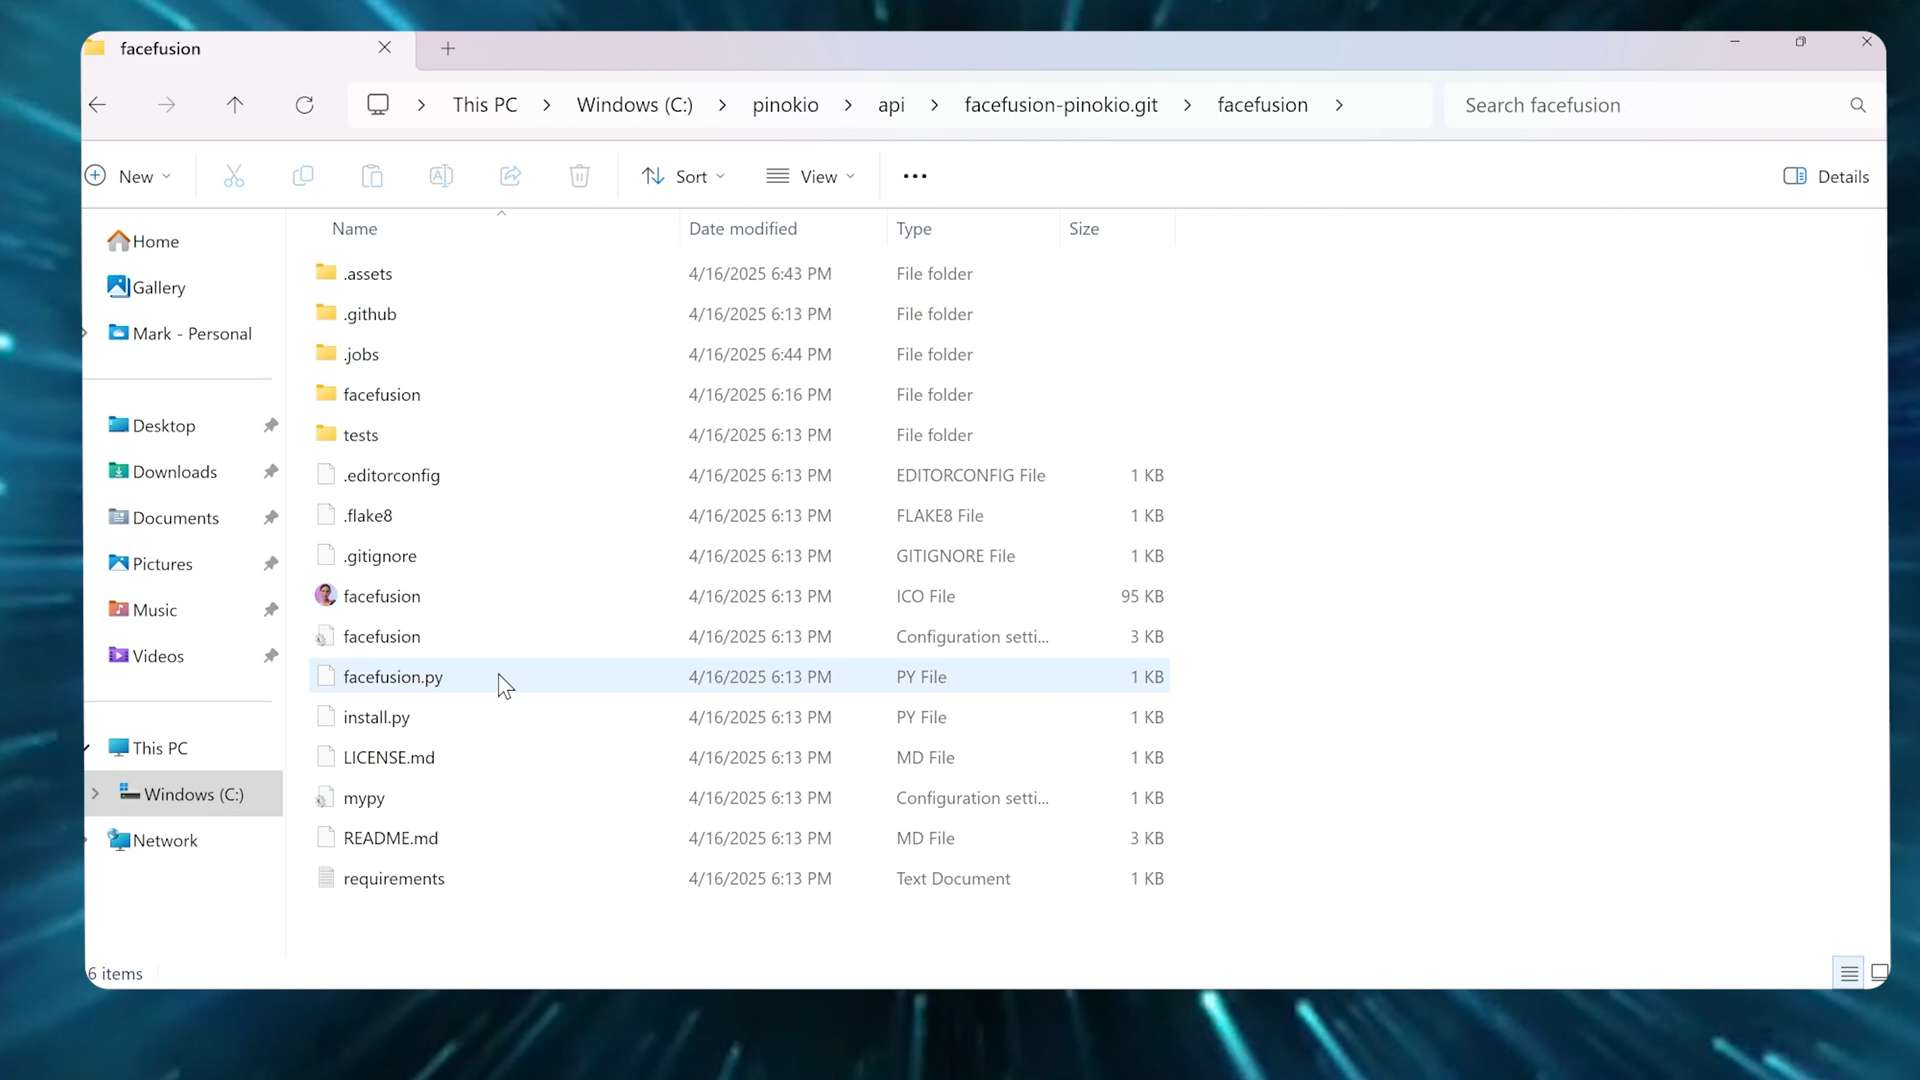 facefusion
This PC > Windows (C:) > pinokio > api > facefusion-pinokio.git > facefusion >
Search facefusion
New
Sort
View
Details
Name
Date modified
Type
Size
Home
Gallery
Mark - Personal
Desktop
Downloads
Documents
Pictures
Music
Videos
This PC
Windows (C:)
Network
.assets 4/16/2025 6:43 PM File folder
.github 4/16/2025 6:13 PM File folder
.jobs 4/16/2025 6:44 PM File folder
facefusion 4/16/2025 6:16 PM File folder
tests 4/16/2025 6:13 PM File folder
.editorconfig 4/16/2025 6:13 PM EDITORCONFIG File 1 KB
.flake8 4/16/2025 6:13 PM FLAKE8 File 1 KB
.gitignore 4/16/2025 6:13 PM GITIGNORE File 1 KB
facefusion 4/16/2025 6:13 PM ICO File 95 KB
facefusion 4/16/2025 6:13 PM Configuration setti... 3 KB
facefusion.py 4/16/2025 6:13 PM PY File 1 KB
install.py 4/16/2025 6:13 PM PY File 1 KB
LICENSE.md 4/16/2025 6:13 PM MD File 1 KB
mypy 4/16/2025 6:13 PM Configuration setti... 1 KB
README.md 4/16/2025 6:13 PM MD File 3 KB
requirements 4/16/2025 6:13 PM Text Document 1 KB
6 items